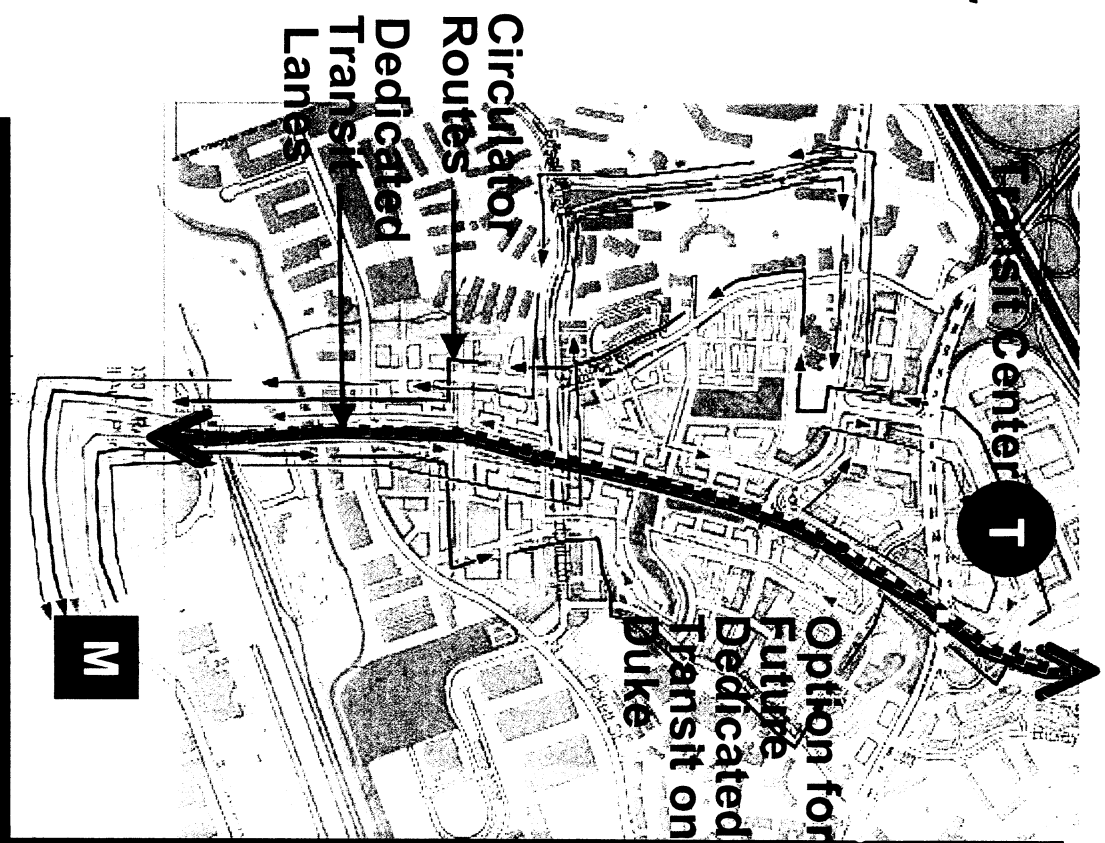 Transit Center
T
Circulator
Routes
Dedicated
Transit
Lanes
Option for
Future
Dedicated
Transit on
Duke
M